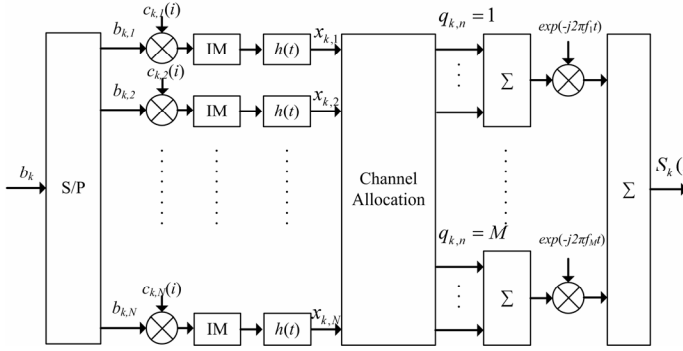 b_k
S/P
b_{k,1}
c_{k,1}(i)
IM
h(t)
x_{k,1}
b_{k,2}
c_{k,2}(i)
IM
h(t)
x_{k,2}
b_{k,N}
c_{k,N}(i)
IM
h(t)
x_{k,N}
Channel
Allocation
q_{k,n} = 1
Σ
exp(-j2πf_1t)
q_{k,n} = M
Σ
exp(-j2πf_Mt)
Σ
S_k(